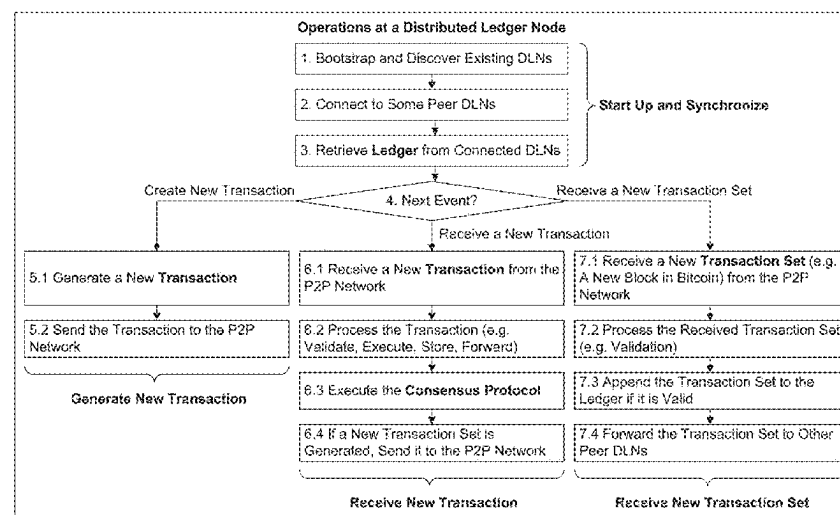 Operations at a Distributed Ledger Node
1. Bootstrap and Discover Existing DLNs
2. Connect to Some Peer DLNs
Start Up and Synchronize
3. Retrieve Ledger from Connected DLNs
Create New Transaction
4. Next Event?
Receive a New Transaction Set
Receive a New Transaction
5.1 Generate a New Transaction
5.2 Send the Transaction to the P2P
Network
Generate New Transaction
6.1 Receive a New Transaction from the
P2P Network
6.2 Process the Transaction (e.g.
Validate, Execute, Store, Forward)
6.3 Execute the Consensus Protocol
6.4 If a New Transaction Set is
Generated, Send it to the P2P Network
Receive New Transaction
7.1 Receive a New Transaction Set (e.g.
A New Block in Bitcoin) from the P2P
Network
7.2 Process the Received Transaction Set
(e.g. Validation)
7.3 Append the Transaction Set to the
Ledger if it is Valid
7.4 Forward the Transaction Set to Other
Peer DLNs
Receive New Transaction Set